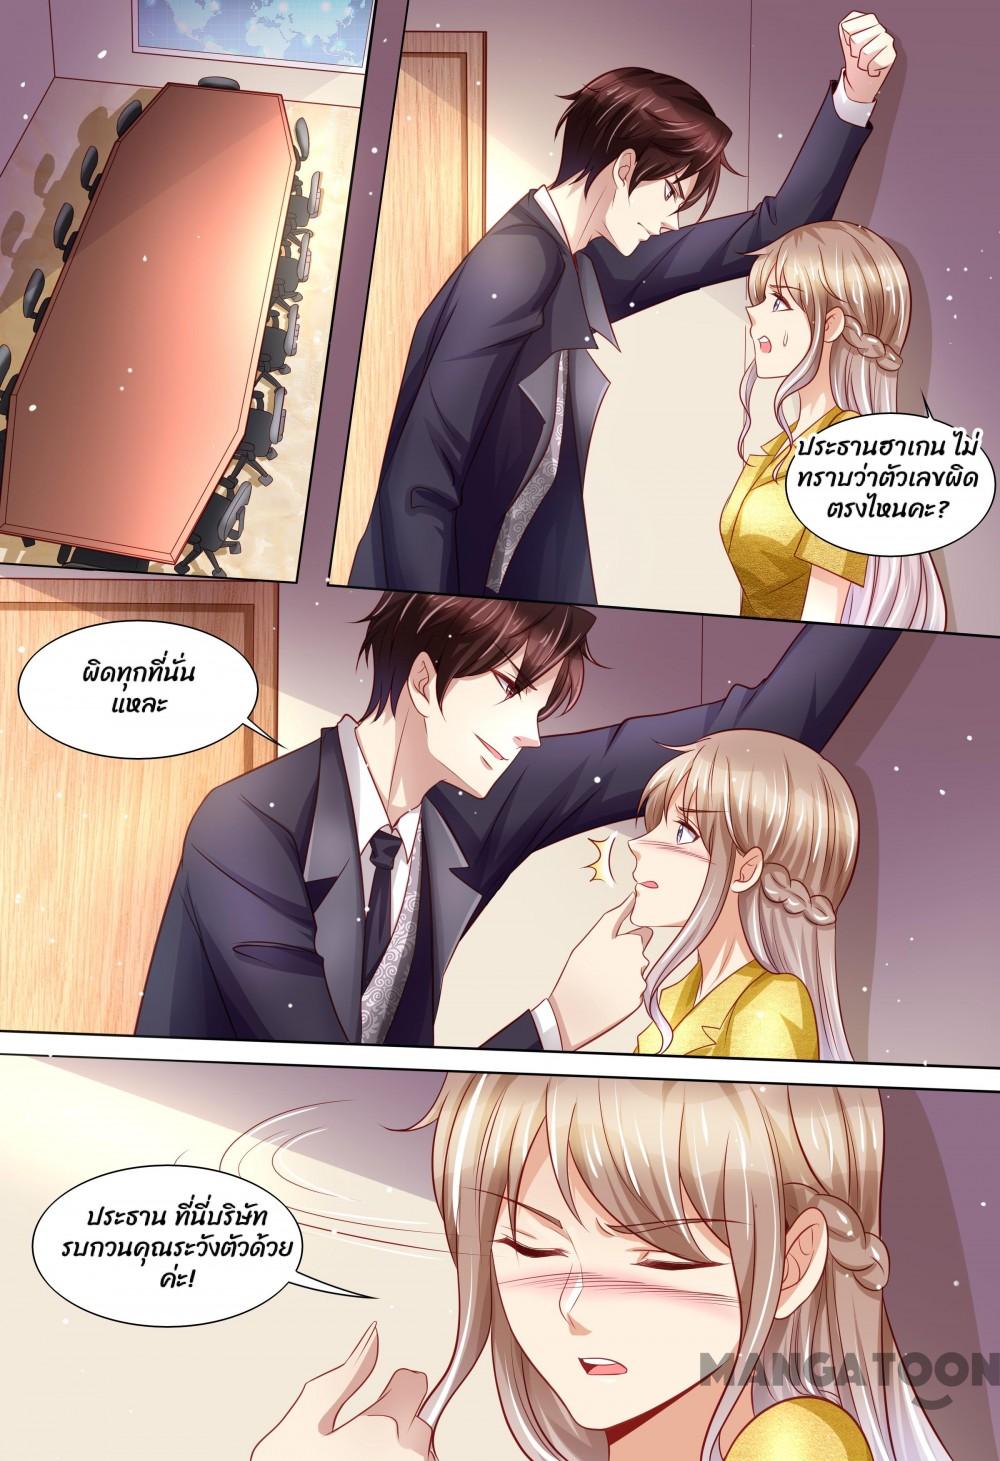 ประธานฮาเกน ไม่
ทราบว่าตัวเลขผิด
ตรงไหนคะ?
ผิดทุกที่นั่น
แหละ
ประธาน ที่นี่บริษัท
รบกวนคุณระวังตัวด้วย
ค่ะ!
MANGATOON